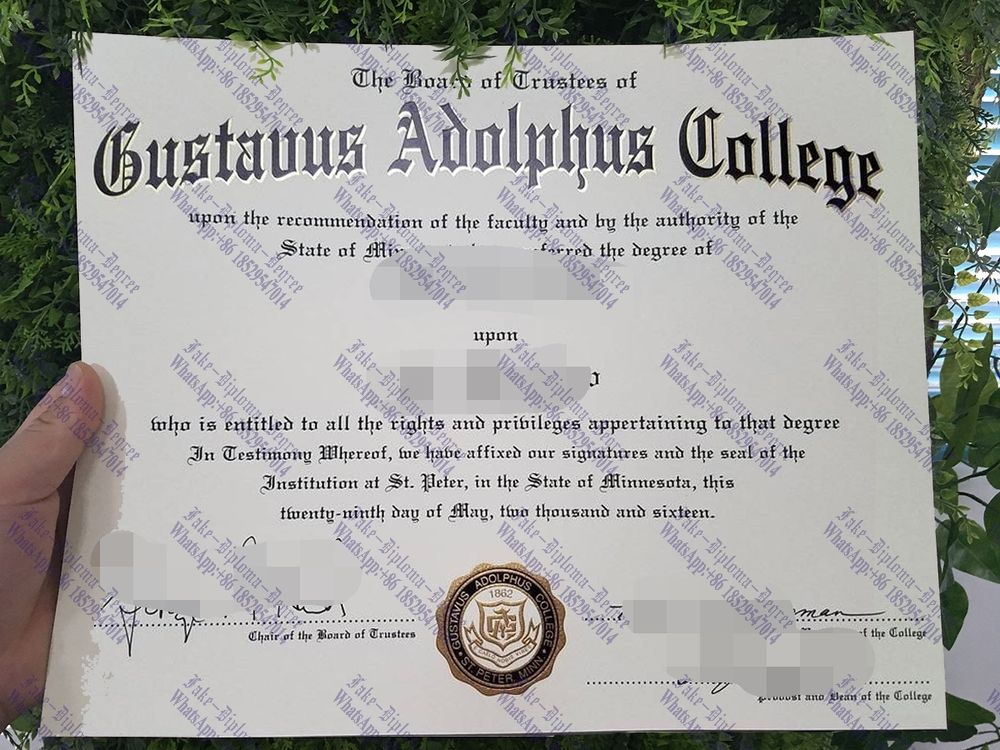 The Board of Trustees of
Gustavus Adolphus College
upon the recommendation of the faculty and by the authority of the
State of the degree of
upon
who is entitled to all the rights and privileges appertaining to that degree
In Testimony Whereof, we have affixed our signatures and the seal of the
Institution at St. Peter, in the State of Minnesota, this
twenty-ninth day of May, two thousand and sixteen.
Chair of the Board of Trustees
of the College
Provost and Dean of the College
GUSTAVUS ADOLPHUS COLLEGE
1862
ST. PETER, MINN.
Fake-Diploma-Degree
WhatsApp:+86 18529547014